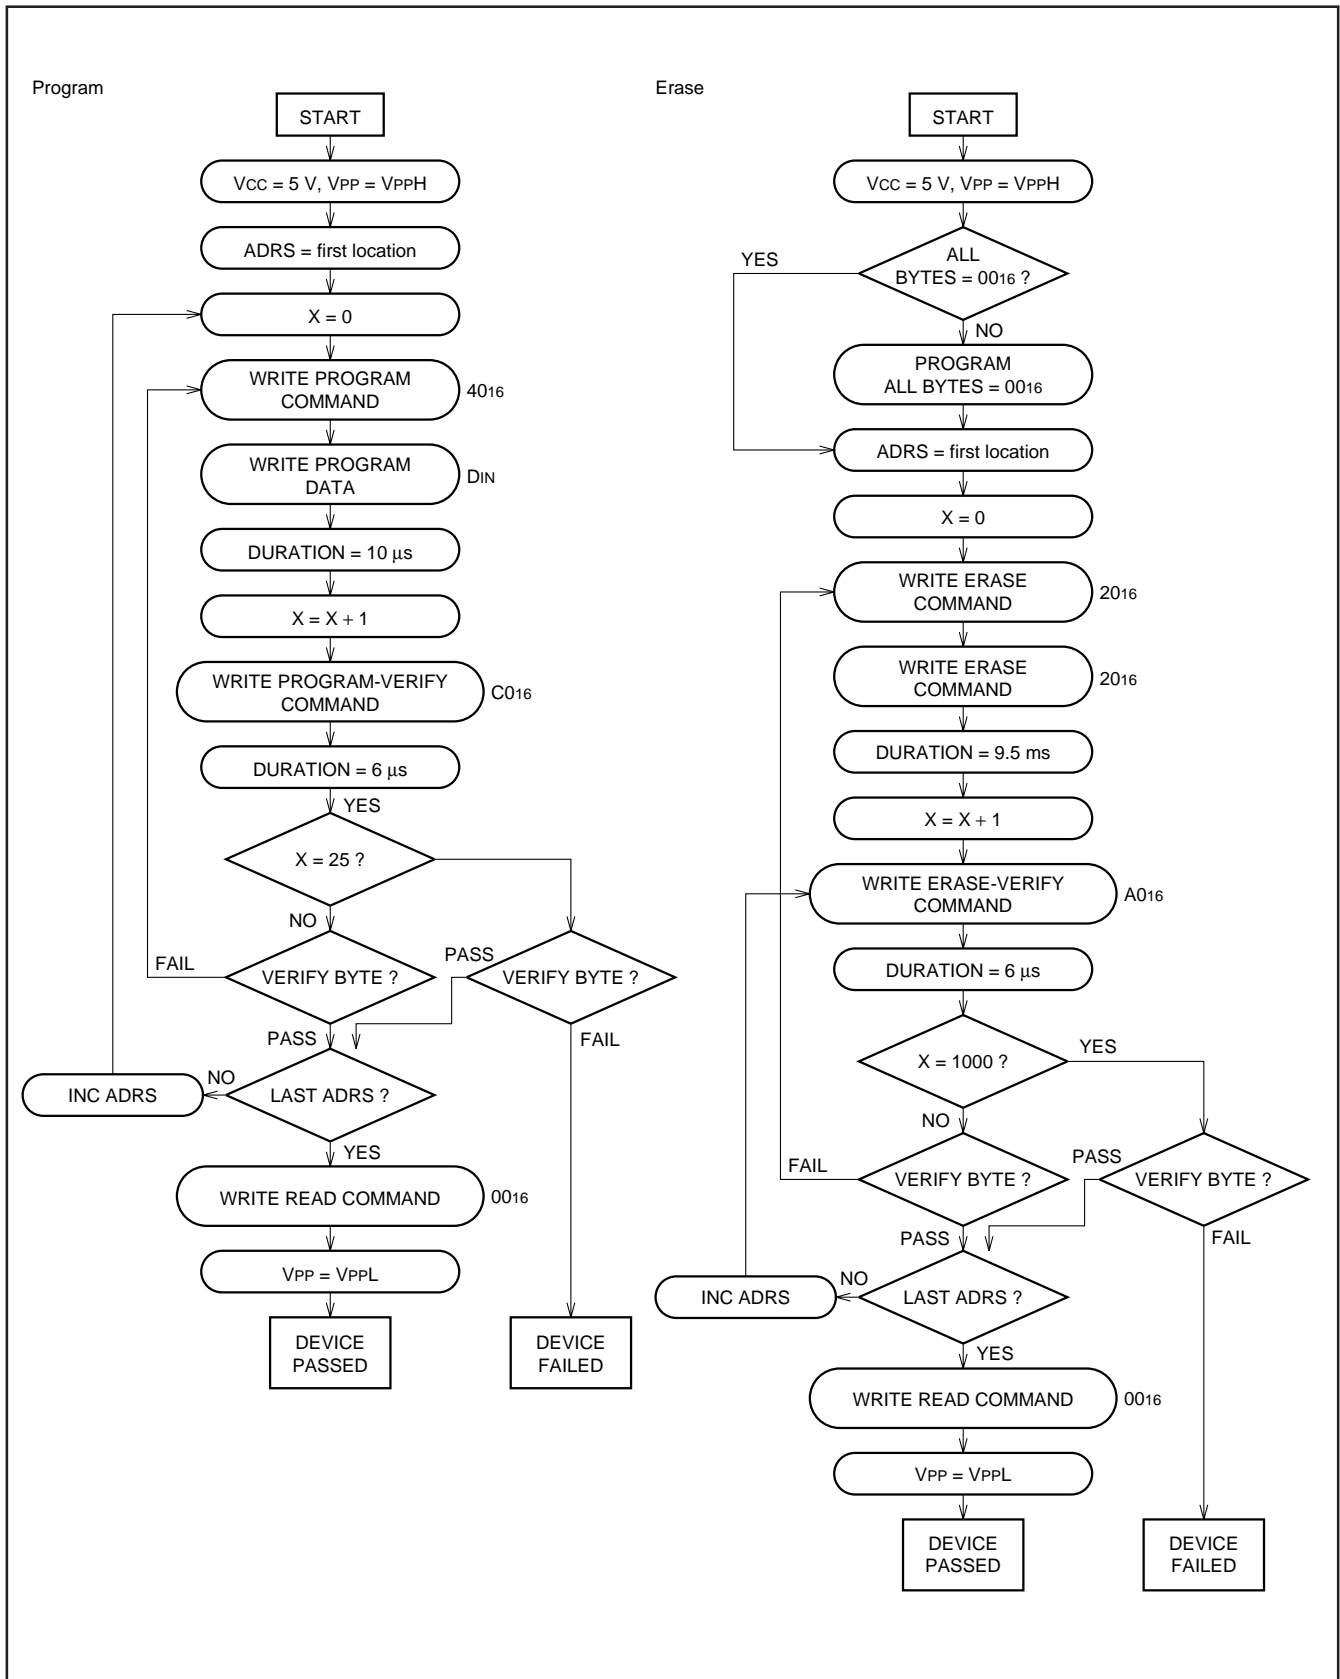 Program
START
VCC = 5 V, VPP = VPPH
ADRS = first location
X = 0
WRITE PROGRAM
COMMAND
4016
WRITE PROGRAM
DATA
DIN
DURATION = 10 μs
X = X + 1
WRITE PROGRAM-VERIFY
COMMAND
C016
DURATION = 6 μs
YES
X = 25 ?
NO
FAIL
VERIFY BYTE ?
PASS
VERIFY BYTE ?
PASS
FAIL
INC ADRS
NO
LAST ADRS ?
YES
WRITE READ COMMAND
0016
VPP = VPPL
DEVICE
PASSED
DEVICE
FAILED
Erase
START
VCC = 5 V, VPP = VPPH
YES
ALL
BYTES = 0016 ?
NO
PROGRAM
ALL BYTES = 0016
ADRS = first location
X = 0
WRITE ERASE
COMMAND
2016
WRITE ERASE
COMMAND
2016
DURATION = 9.5 ms
X = X + 1
WRITE ERASE-VERIFY
COMMAND
A016
DURATION = 6 μs
X = 1000 ?
YES
NO
FAIL
VERIFY BYTE ?
PASS
VERIFY BYTE ?
PASS
FAIL
INC ADRS
NO
LAST ADRS ?
YES
WRITE READ COMMAND
0016
VPP = VPPL
DEVICE
PASSED
DEVICE
FAILED